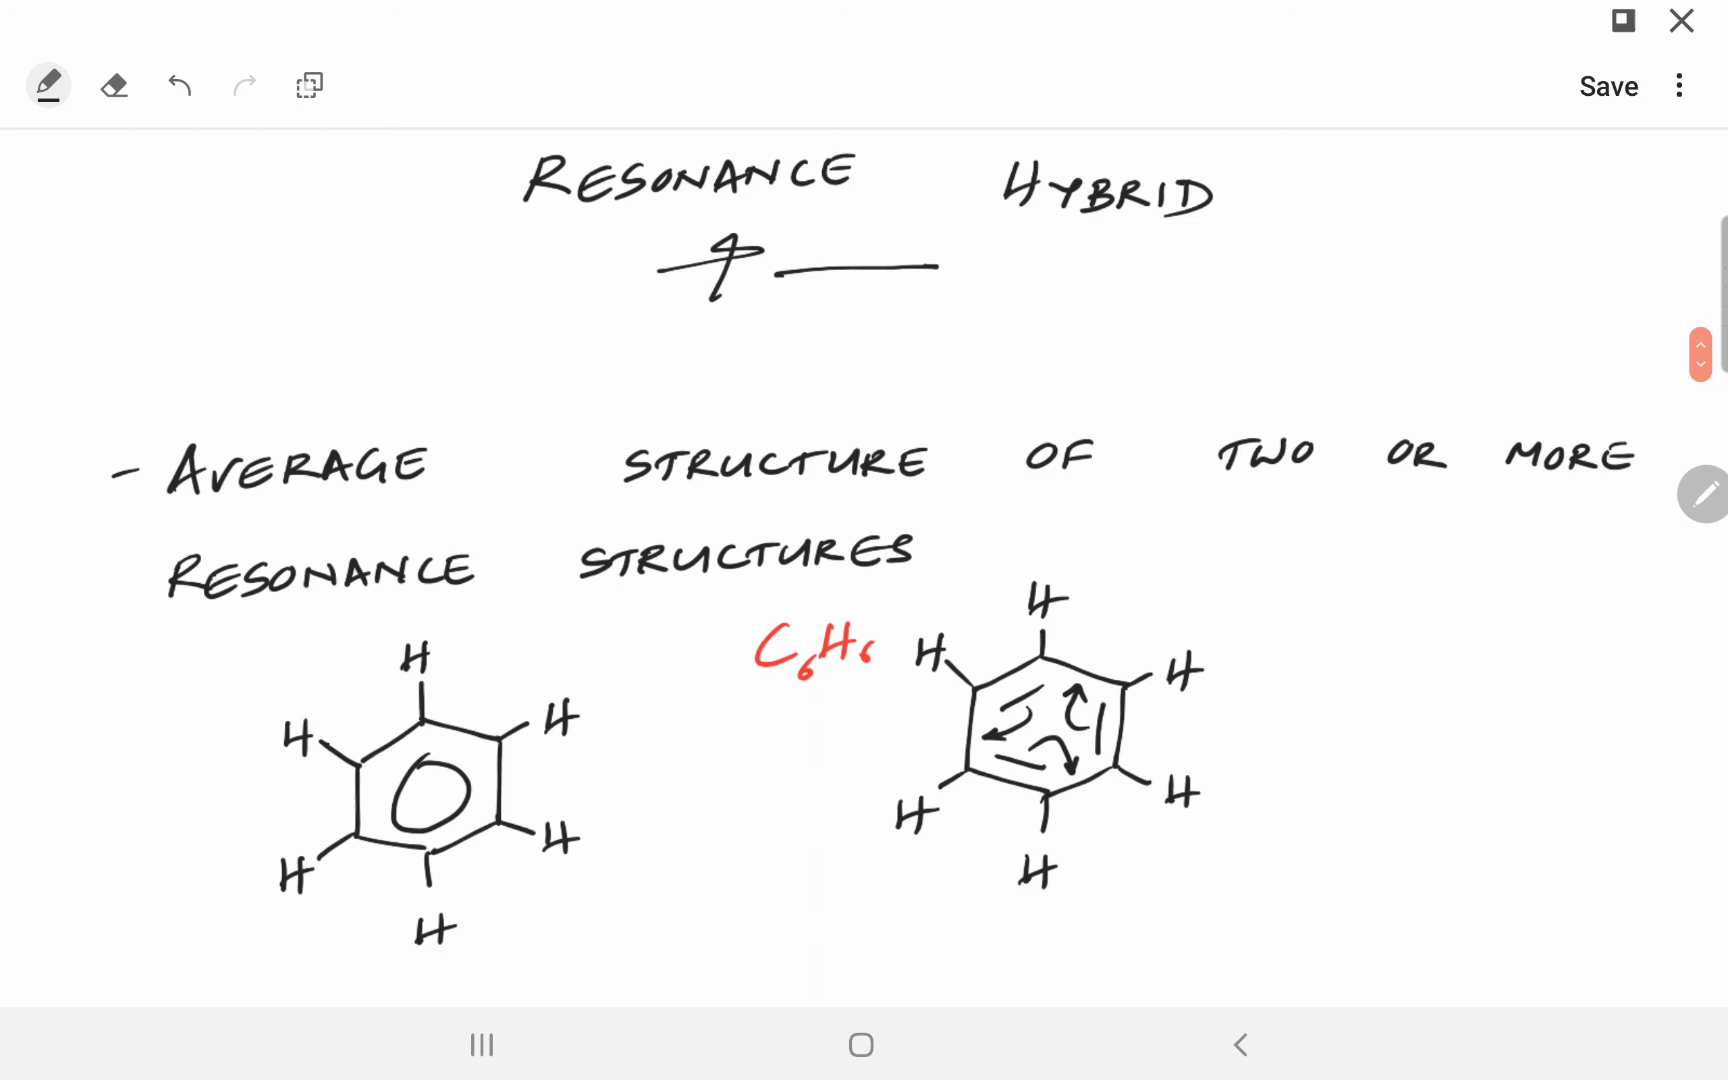 Save
RESONANCE HYBRID
- AVERAGE STRUCTURE OF TWO OR MORE
RESONANCE STRUCTURES
C₆H₆
H
H
H
H
H
H
H
H
H
H
H
H